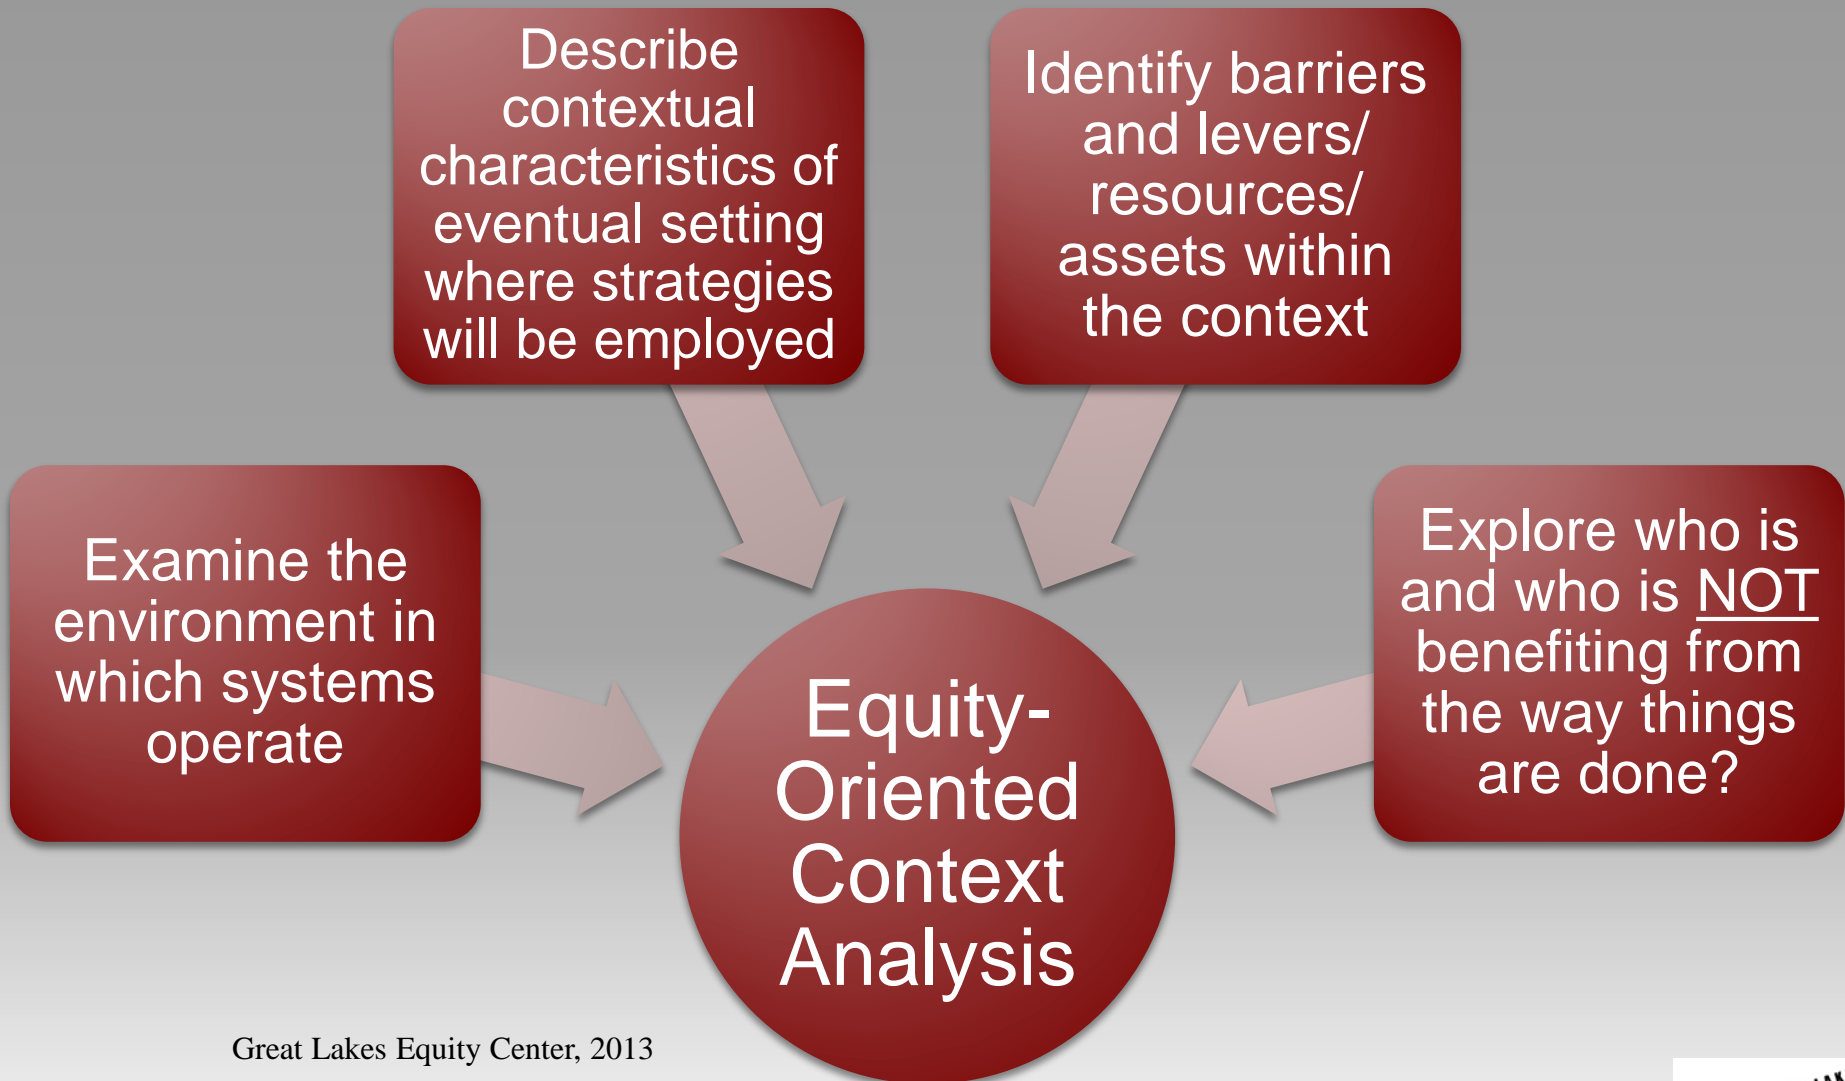 Describe
contextual
characteristics of
eventual setting
where strategies
will be employed
Identify barriers
and levers/
resources/
assets within
the context
Examine the
environment in
which systems
operate
Explore who is
and who is NOT
benefiting from
the way things
are done?
Equity-
Oriented
Context
Analysis
Great Lakes Equity Center, 2013